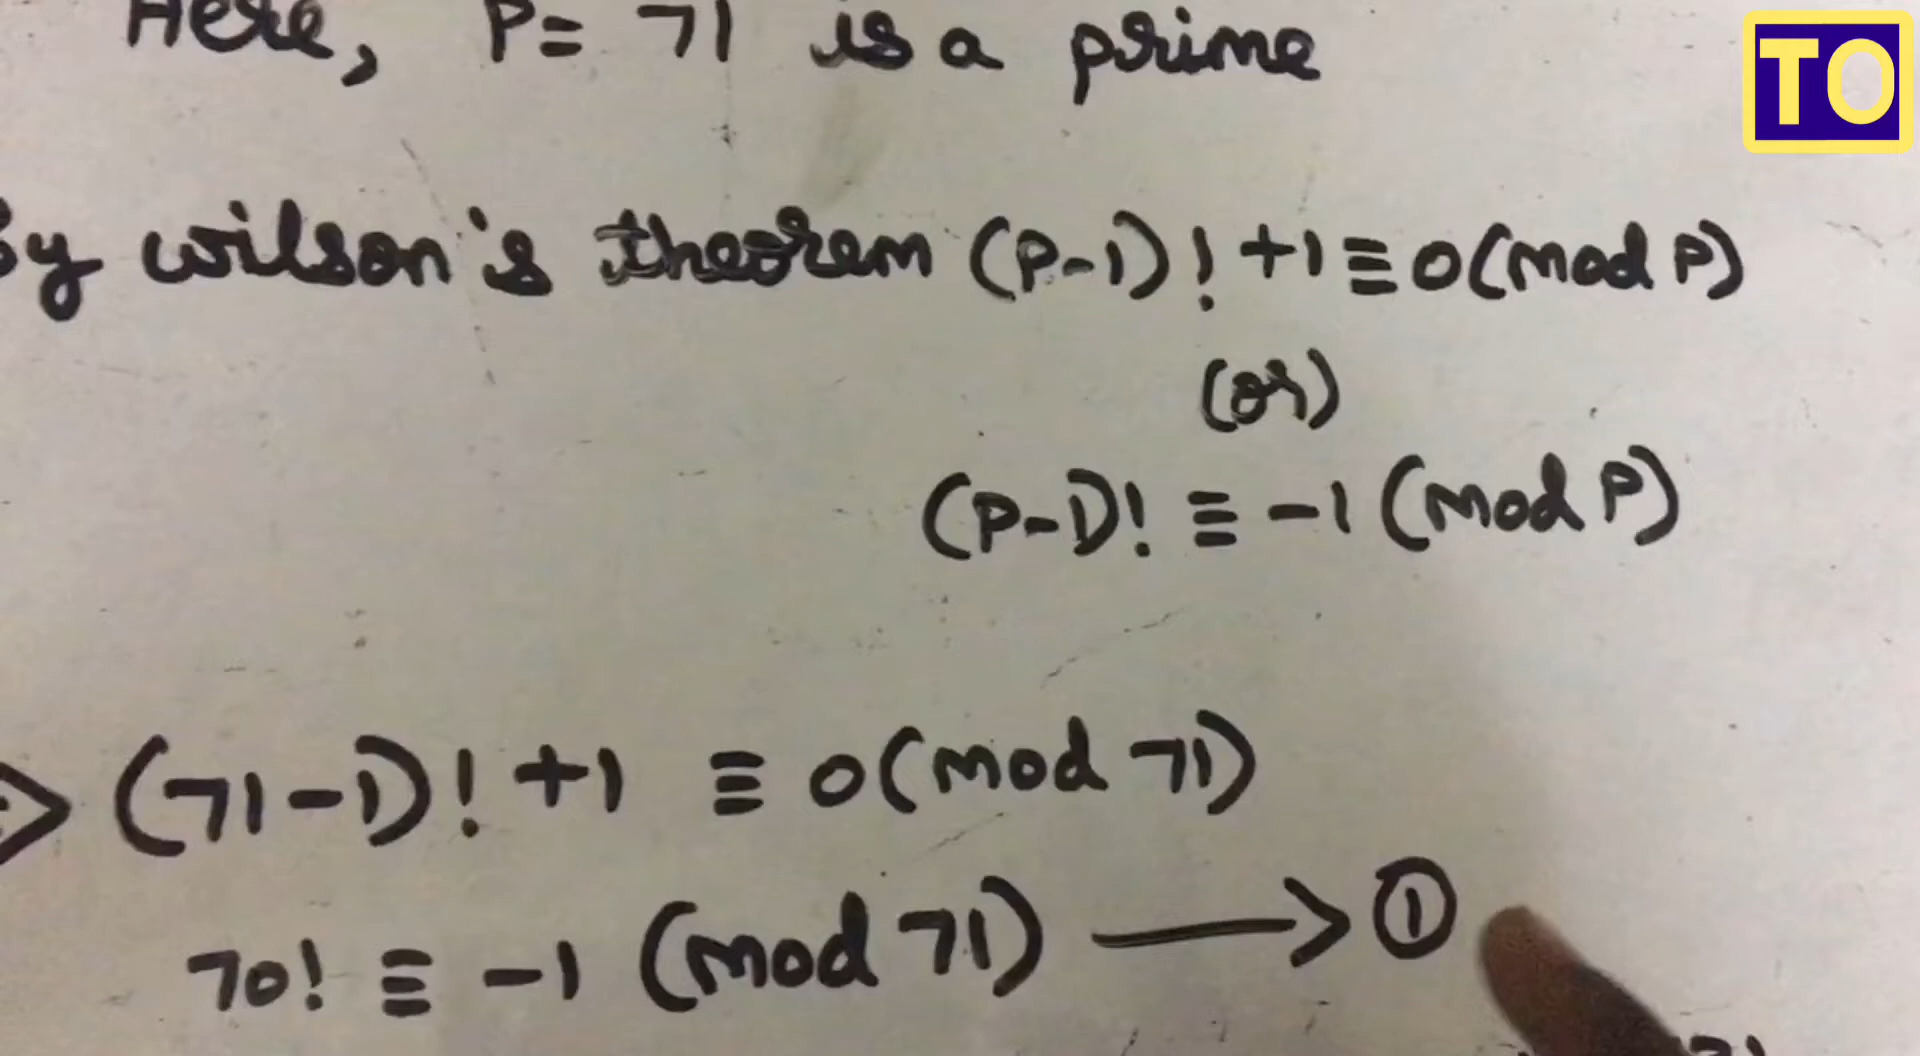 Here, P= 71 is a prime
TO
By wilson's theorem (P-1)! +1 ≡ 0 (mod P)
(or)
(P-1)! ≡ -1 (mod P)
=> (71-1)! +1 ≡ 0 (mod 71)
70! ≡ -1 (mod 71) ⟶ ①